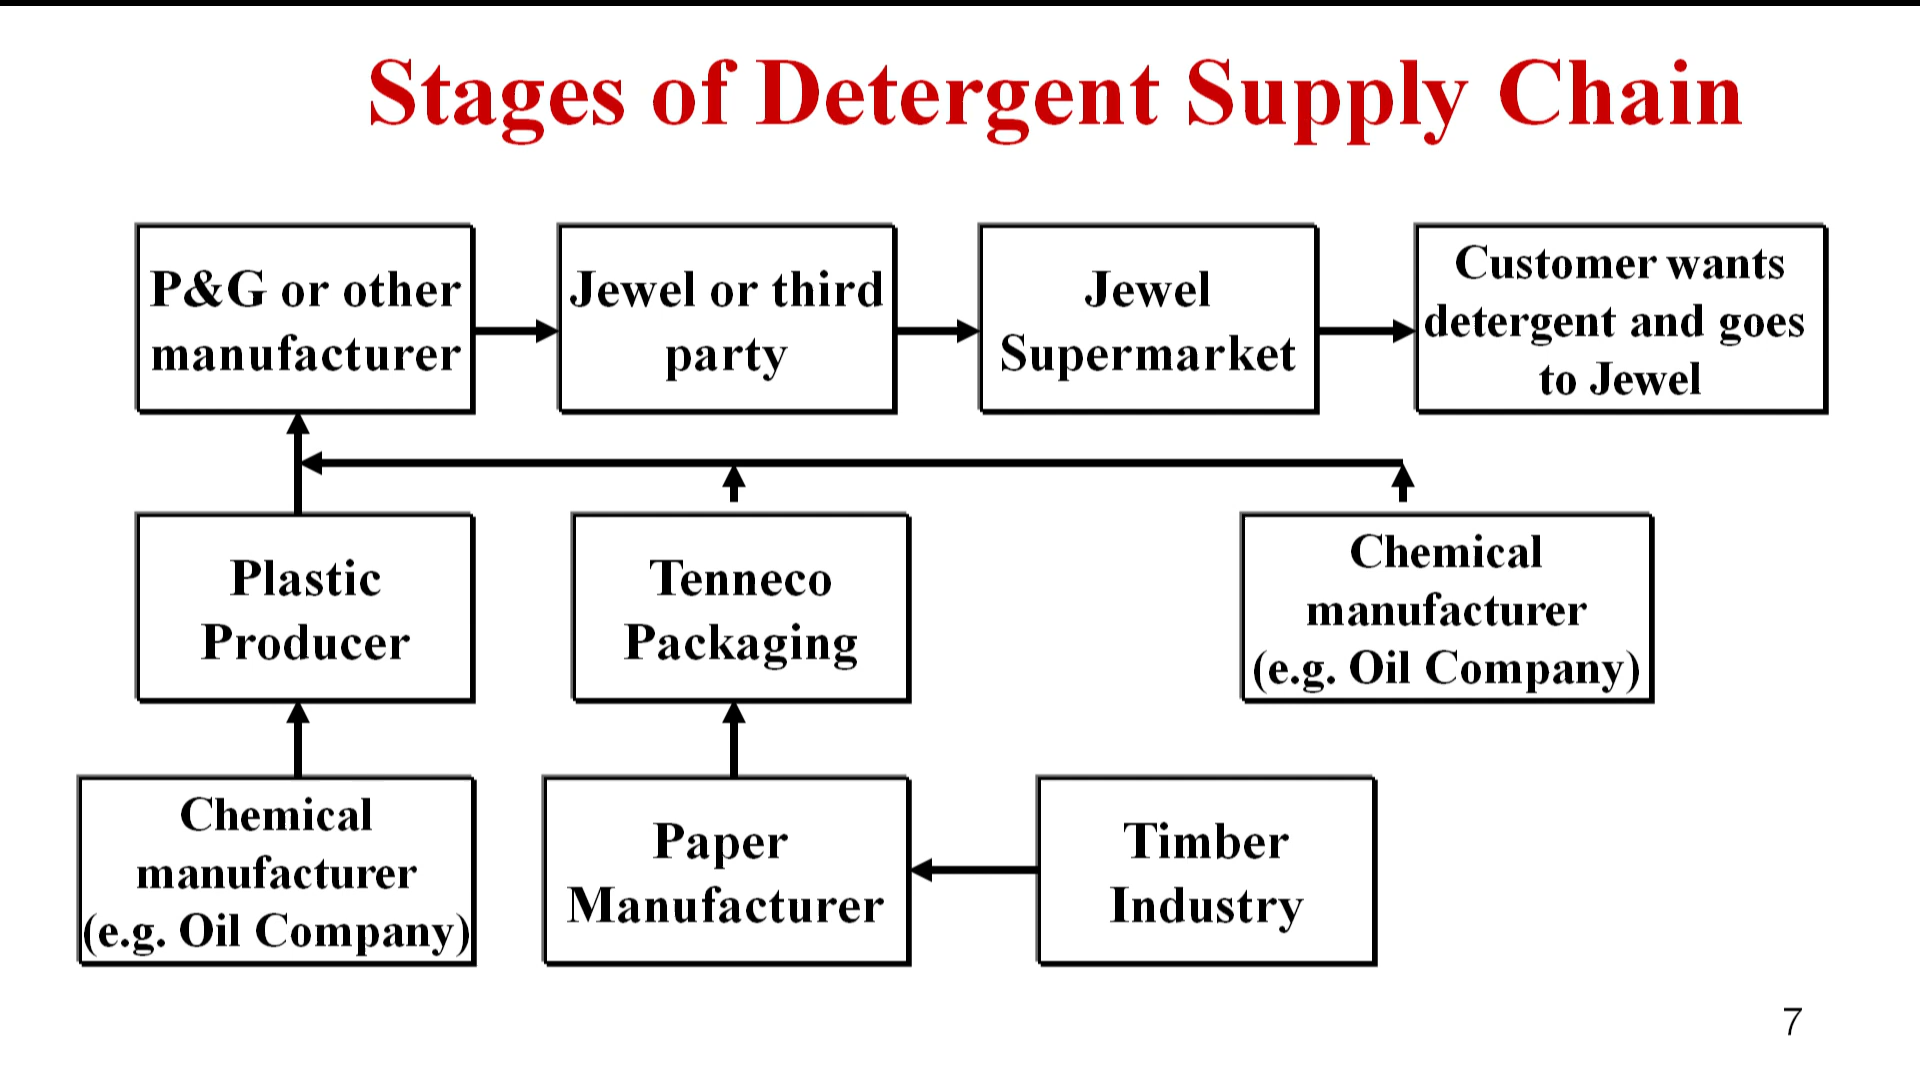 Stages of Detergent Supply Chain
P&G or other
manufacturer
Jewel or third
party
Jewel
Supermarket
Customer wants
detergent and goes
to Jewel
Plastic
Producer
Tenneco
Packaging
Chemical
manufacturer
(e.g. Oil Company)
Chemical
manufacturer
(e.g. Oil Company)
Paper
Manufacturer
Timber
Industry
7